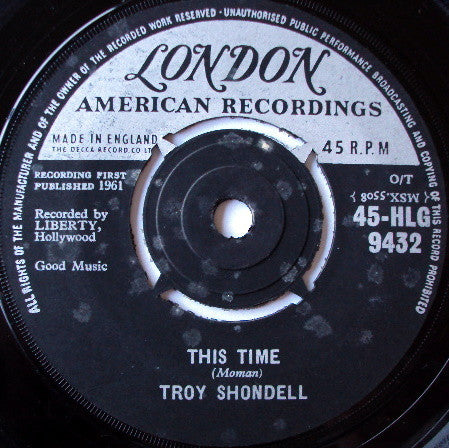 ALL RIGHTS OF THE MANUFACTURER AND OF THE OWNER OF THE RECORDED WORK RESERVED - UNAUTHORISED PUBLIC PERFORMANCE BROADCASTING AND COPYING OF THIS RECORD PROHIBITED
LONDON
AMERICAN RECORDINGS
MADE IN ENGLAND
THE DECCA RECORD CO LTD
45 R.P.M
RECORDING FIRST
PUBLISHED 1961
Recorded by
LIBERTY,
Hollywood
Good Music
O/T
{ MSX.5508 }
45-HLG
9432
THIS TIME
(Moman)
TROY SHONDELL